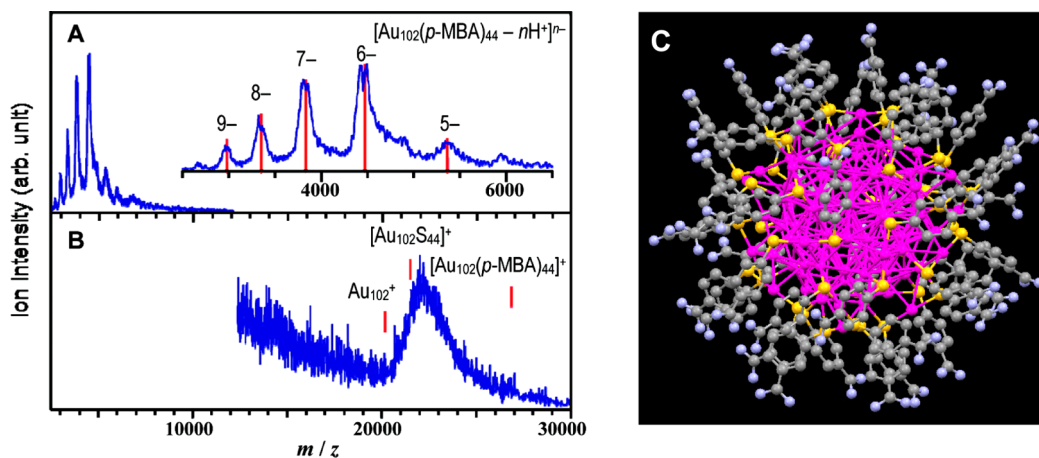 A
[Au₁₀₂(p-MBA)₄₄ – nH⁺]ⁿ⁻
9–
8–
7–
6–
5–
4000
6000
B
[Au₁₀₂S₄₄]⁺
[Au₁₀₂(p-MBA)₄₄]⁺
Au₁₀₂⁺
10000
20000
30000
m / z
Ion Intensity (arb. unit)
C